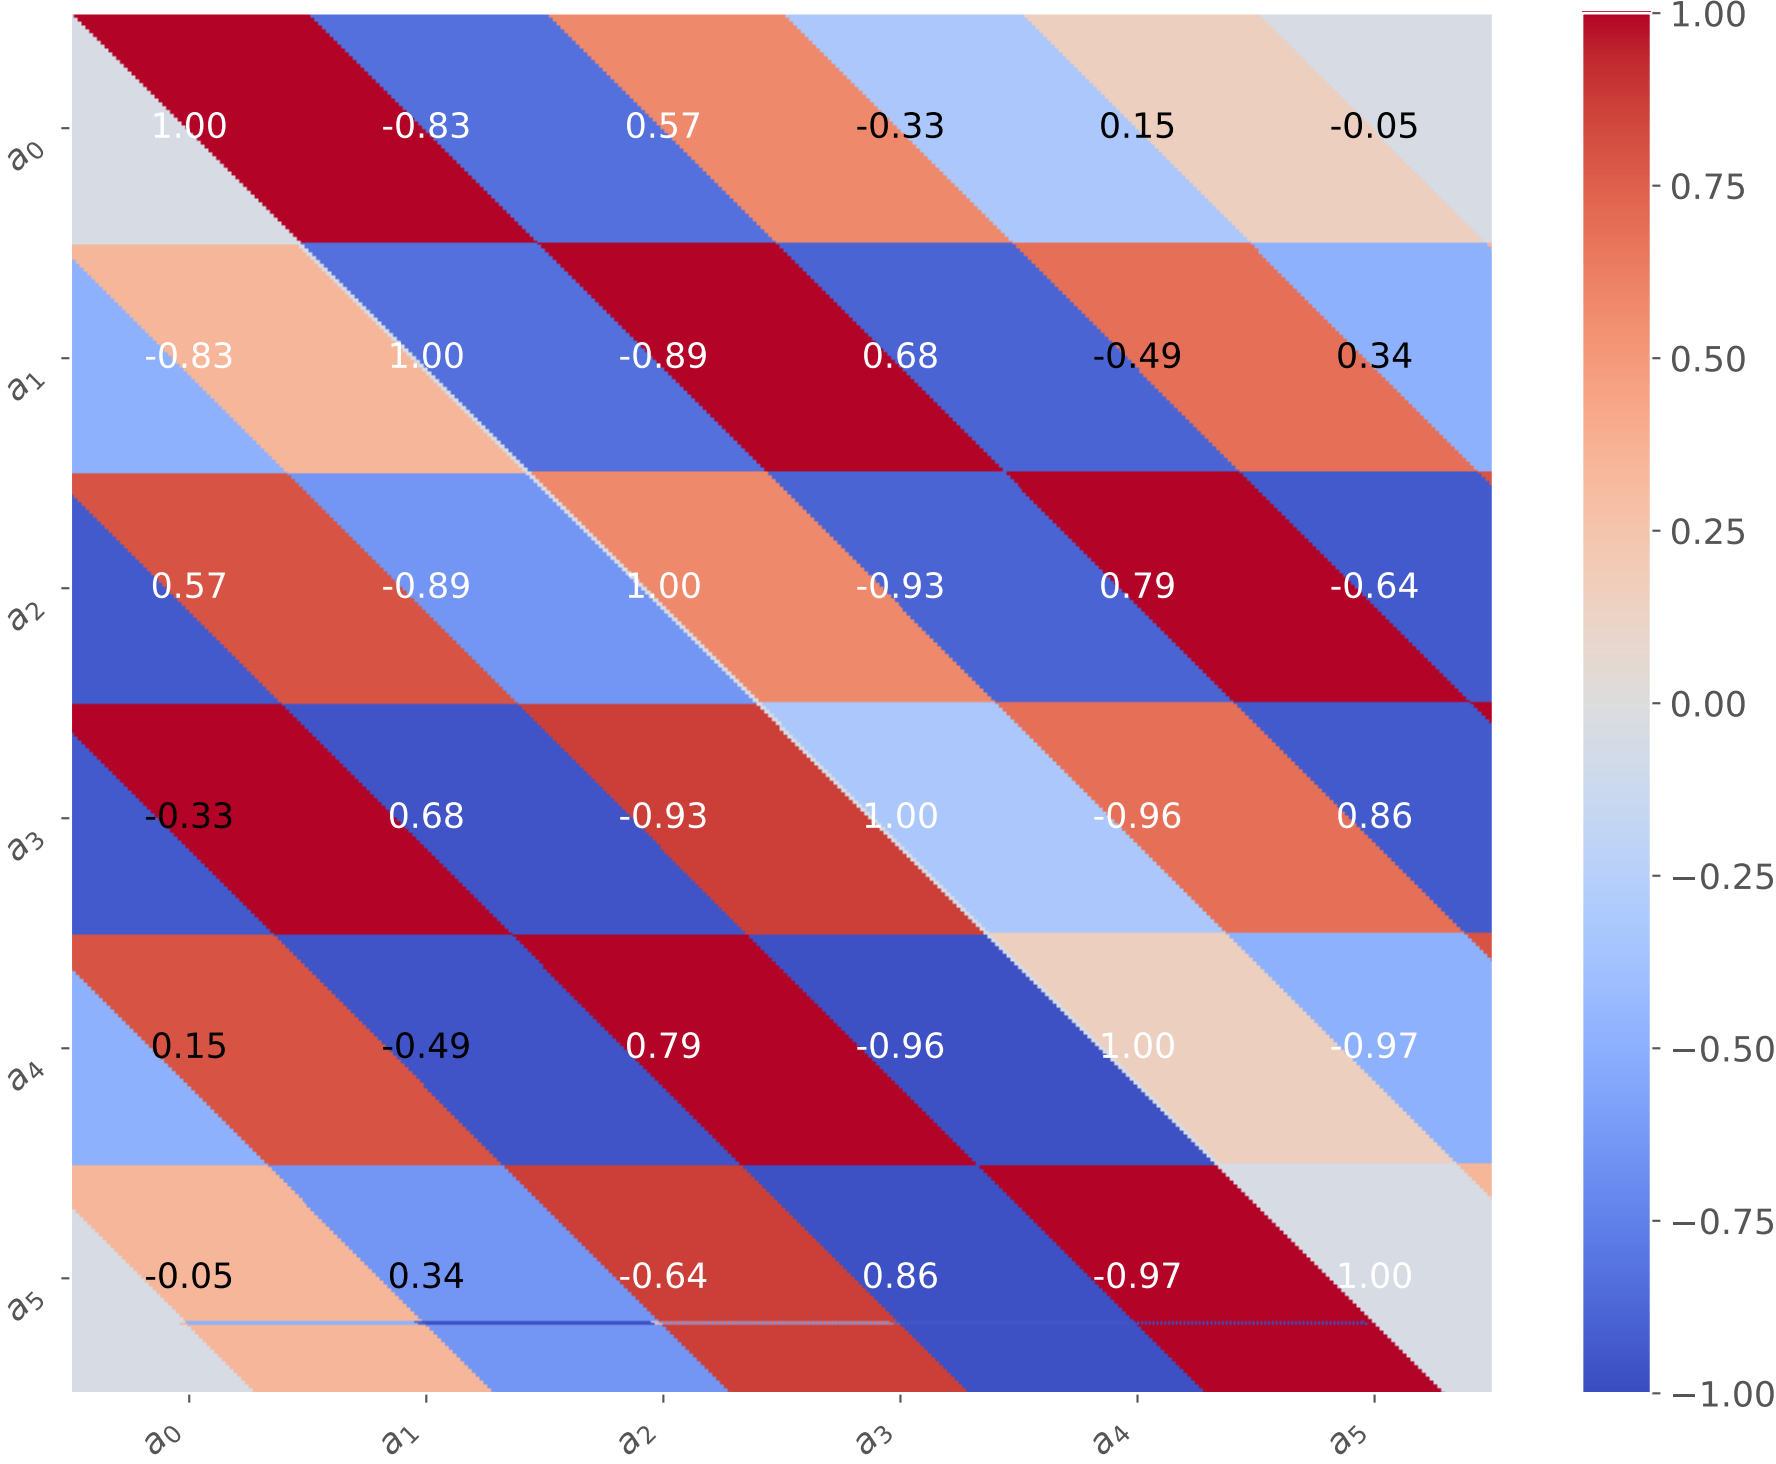 1.00 -0.83 0.57 -0.33 0.15 -0.05
-0.83 1.00 -0.89 0.68 -0.49 0.34
0.57 -0.89 1.00 -0.93 0.79 -0.64
-0.33 0.68 -0.93 1.00 -0.96 0.86
0.15 -0.49 0.79 -0.96 1.00 -0.97
-0.05 0.34 -0.64 0.86 -0.97 1.00
a₀
a₁
a₂
a₃
a₄
a₅
a₀ a₁ a₂ a₃ a₄ a₅
1.00
0.75
0.50
0.25
0.00
−0.25
−0.50
−0.75
−1.00